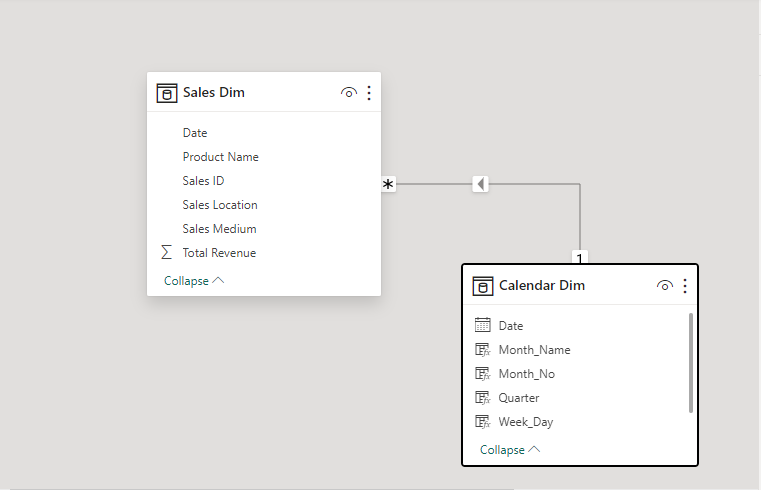 Sales Dim
Date
Product Name
Sales ID
Sales Location
Sales Medium
Total Revenue
Collapse
*
1
Calendar Dim
Date
Month_Name
Month_No
Quarter
Week_Day
Collapse